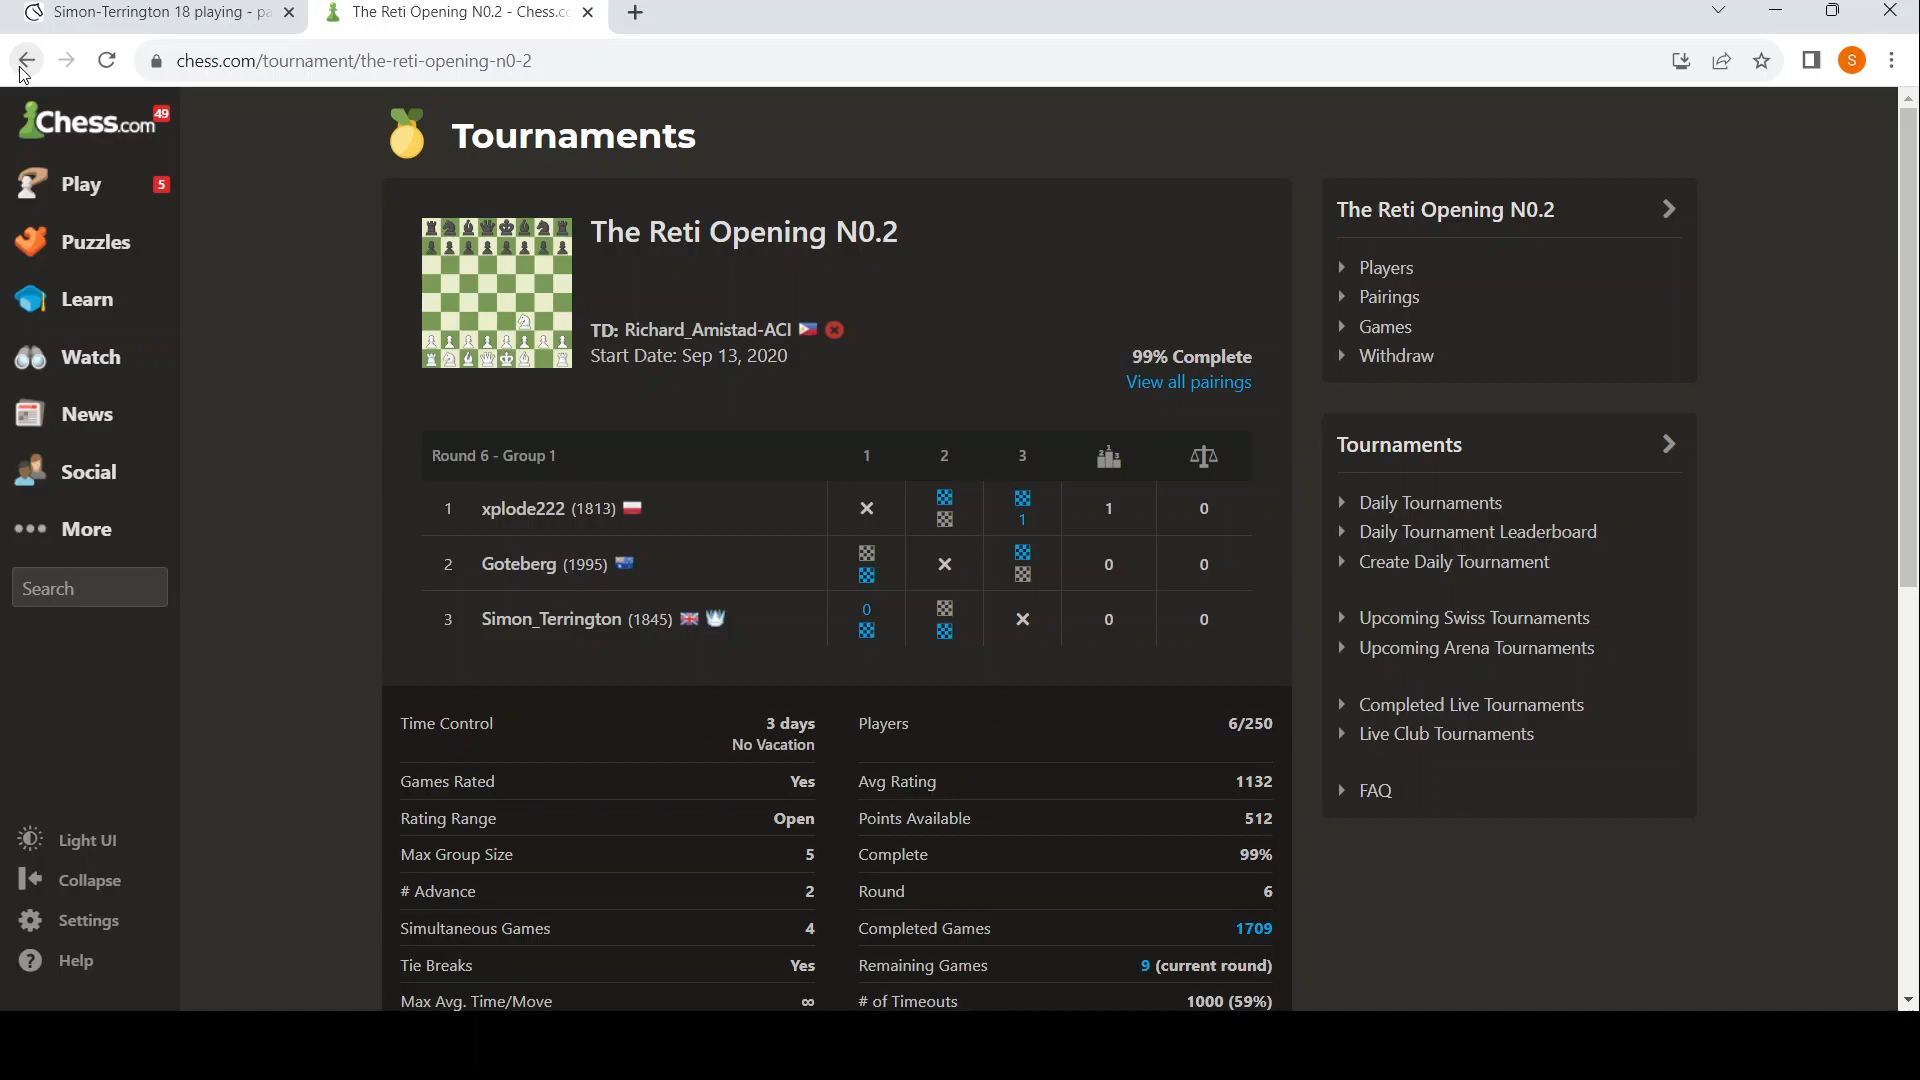 Simon-Terrington 18 playing - pa
The Reti Opening N0.2 - Chess.co
chess.com/tournament/the-reti-opening-n0-2
S
Chess.com 49
Play 5
Puzzles
Learn
Watch
News
Social
More
Search
Light UI
Collapse
Settings
Help
Tournaments
The Reti Opening N0.2
TD: Richard_Amistad-ACI
Start Date: Sep 13, 2020
99% Complete
View all pairings
Round 6 - Group 1 1 2 3
1 xplode222 (1813) 1 1 0
2 Goteberg (1995) 0 0
3 Simon_Terrington (1845) 0 0 0
Time Control 3 days
No Vacation
Games Rated Yes
Rating Range Open
Max Group Size 5
# Advance 2
Simultaneous Games 4
Tie Breaks Yes
Max Avg. Time/Move ∞
Players 6/250
Avg Rating 1132
Points Available 512
Complete 99%
Round 6
Completed Games 1709
Remaining Games 9 (current round)
# of Timeouts 1000 (59%)
The Reti Opening N0.2
Players
Pairings
Games
Withdraw
Tournaments
Daily Tournaments
Daily Tournament Leaderboard
Create Daily Tournament
Upcoming Swiss Tournaments
Upcoming Arena Tournaments
Completed Live Tournaments
Live Club Tournaments
FAQ